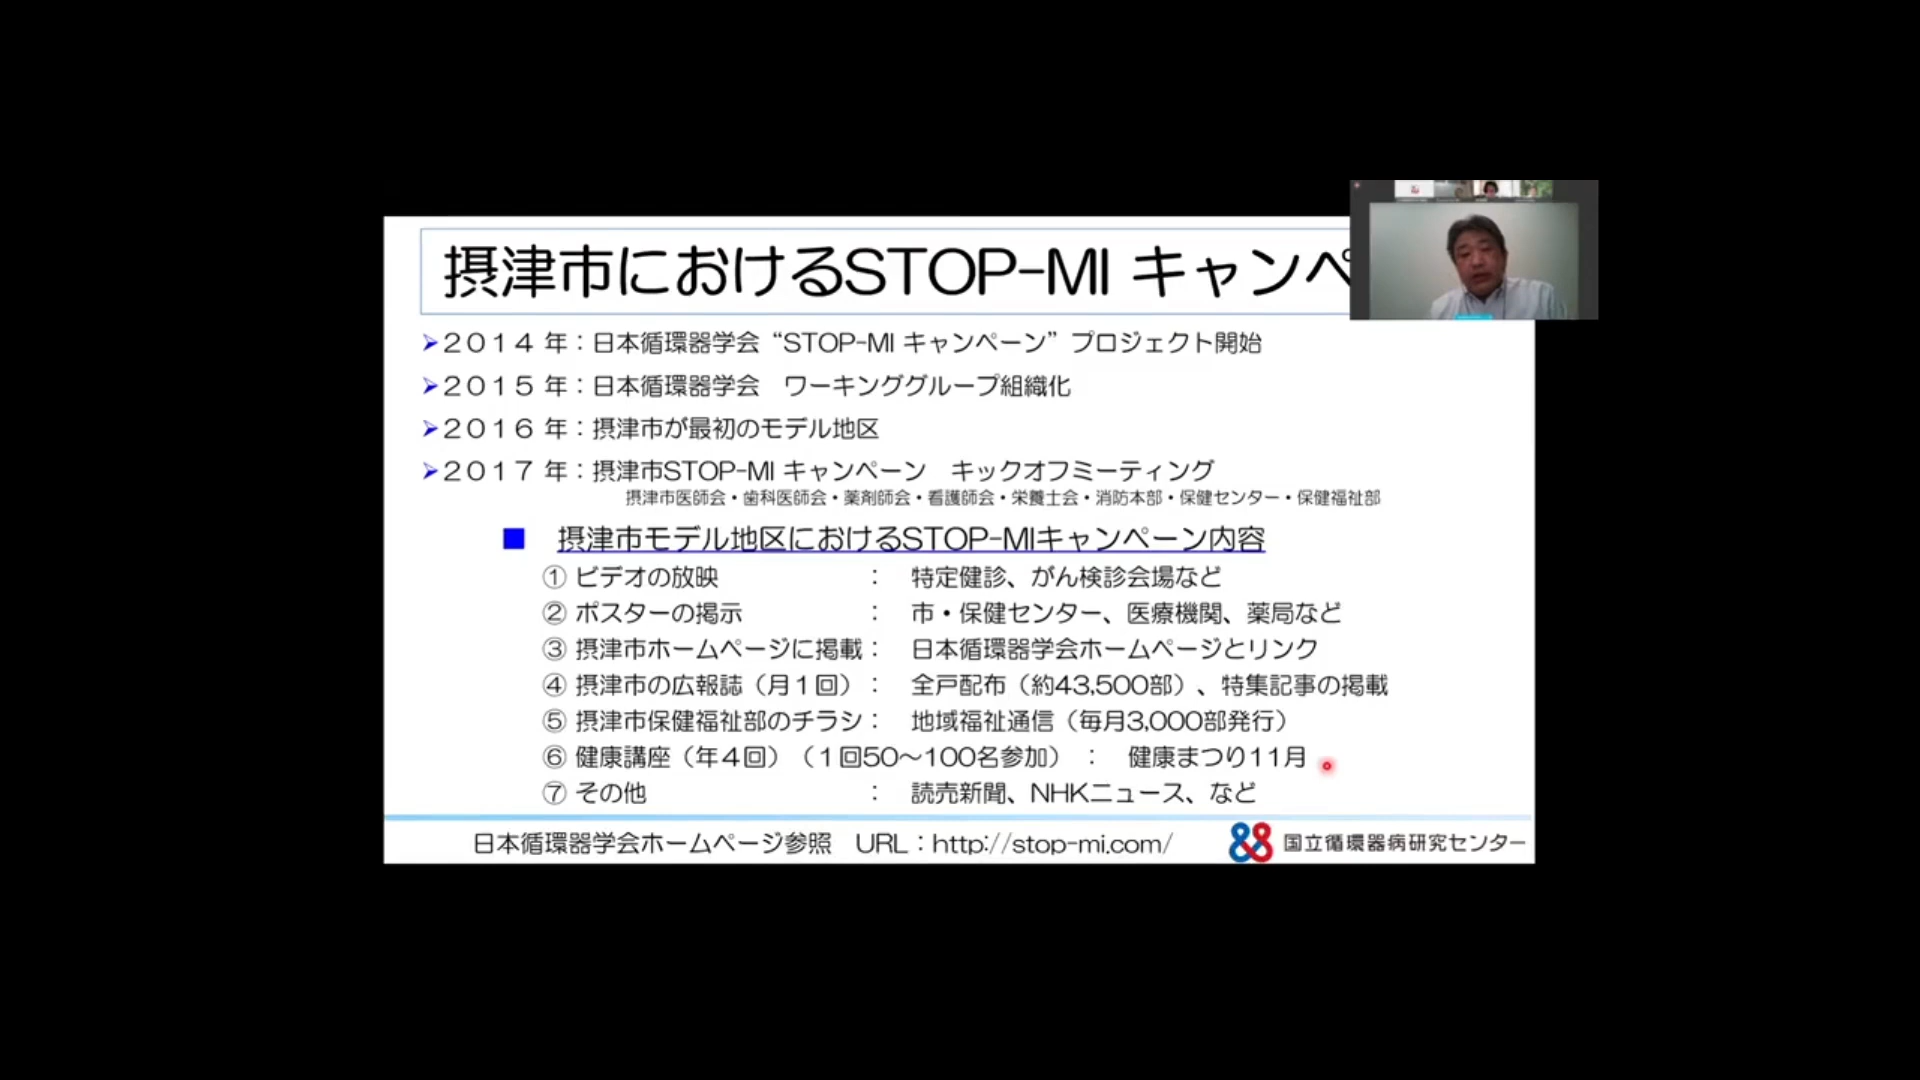 摂津市におけるSTOP-MI キャンペ
➢２０１４ 年：日本循環器学会“STOP-MI キャンペーン”プロジェクト開始
➢２０１５ 年：日本循環器学会　ワーキンググループ組織化
➢２０１６ 年：摂津市が最初のモデル地区
➢２０１７ 年：摂津市STOP-MI キャンペーン　キックオフミーティング
摂津市医師会・歯科医師会・薬剤師会・看護師会・栄養士会・消防本部・保健センター・保健福祉部
■　摂津市モデル地区におけるSTOP-MIキャンペーン内容
① ビデオの放映　：　特定健診、がん検診会場など
② ポスターの掲示　：　市・保健センター、医療機関、薬局など
③ 摂津市ホームページに掲載：　日本循環器学会ホームページとリンク
④ 摂津市の広報誌（月１回）：　全戸配布（約43,500部）、特集記事の掲載
⑤ 摂津市保健福祉部のチラシ：　地域福祉通信（毎月3,000部発行）
⑥ 健康講座（年４回）（１回50～100名参加）　：　健康まつり11月
⑦ その他　：　読売新聞、NHKニュース、など
日本循環器学会ホームページ参照　URL：http://stop-mi.com/
国立循環器病研究センター